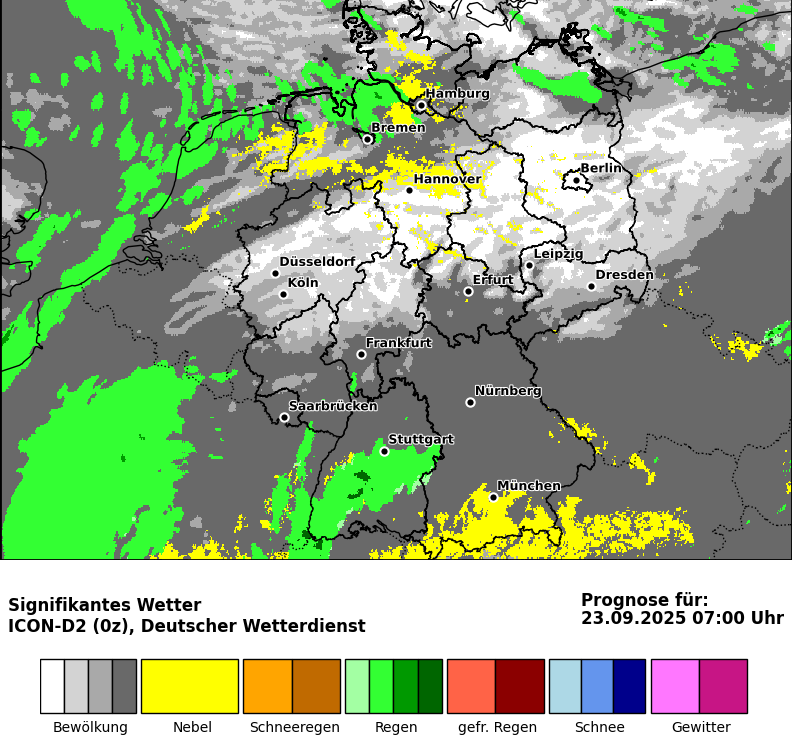 Hamburg
Bremen
Berlin
Hannover
Leipzig
Düsseldorf
Dresden
Köln
Erfurt
Frankfurt
Nürnberg
Saarbrücken
Stuttgart
München
Signifikantes Wetter
ICON-D2 (0z), Deutscher Wetterdienst
Prognose für:
23.09.2025 07:00 Uhr
Bewölkung
Nebel
Schneeregen
Regen
gefr. Regen
Schnee
Gewitter